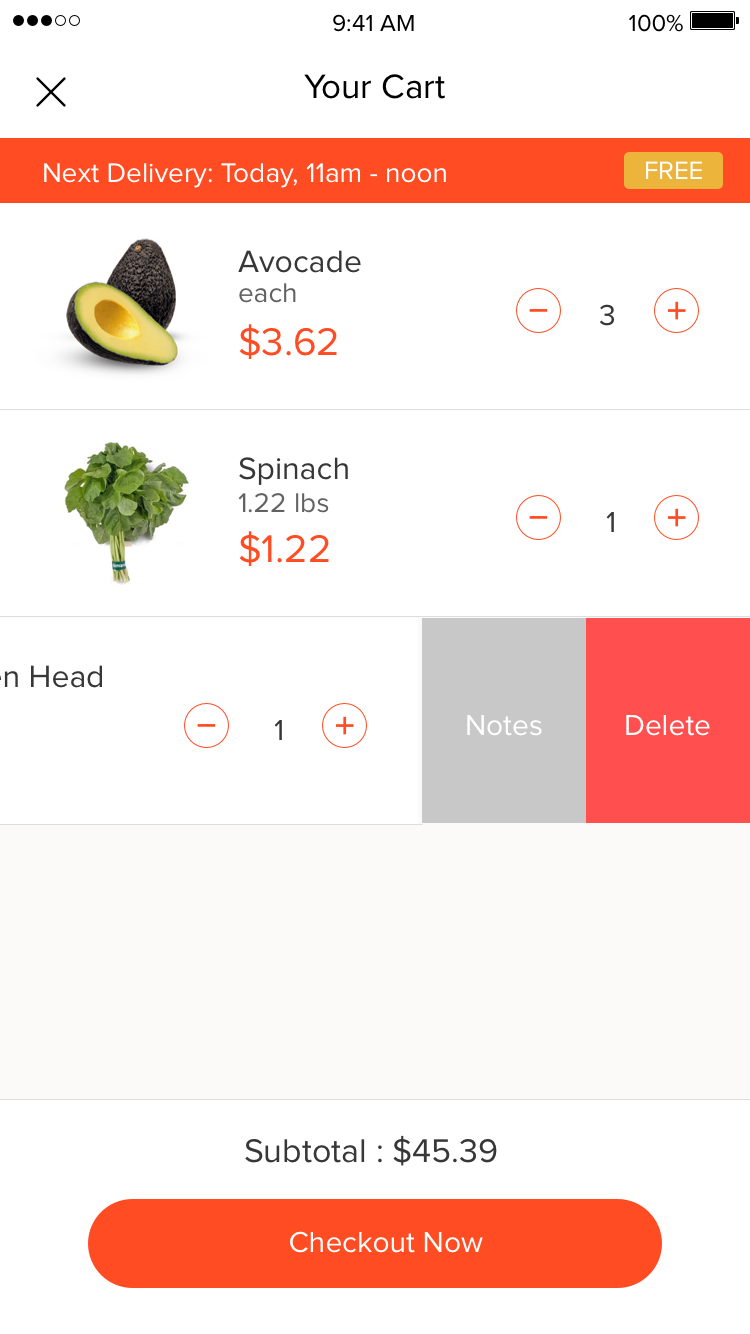 9:41 AM 100%
Your Cart
Next Delivery: Today, 11am - noon FREE
Avocade
each
$3.62
3
Spinach
1.22 lbs
$1.22
1
en Head
1
Notes
Delete
Subtotal : $45.39
Checkout Now